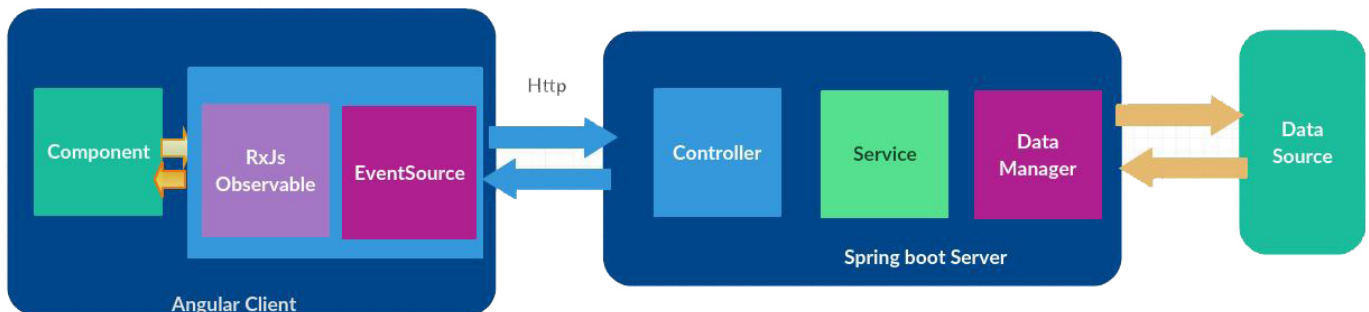 Component
RxJs
Observable
EventSource
Angular Client
Http
Controller
Service
Data
Manager
Spring boot Server
Data
Source